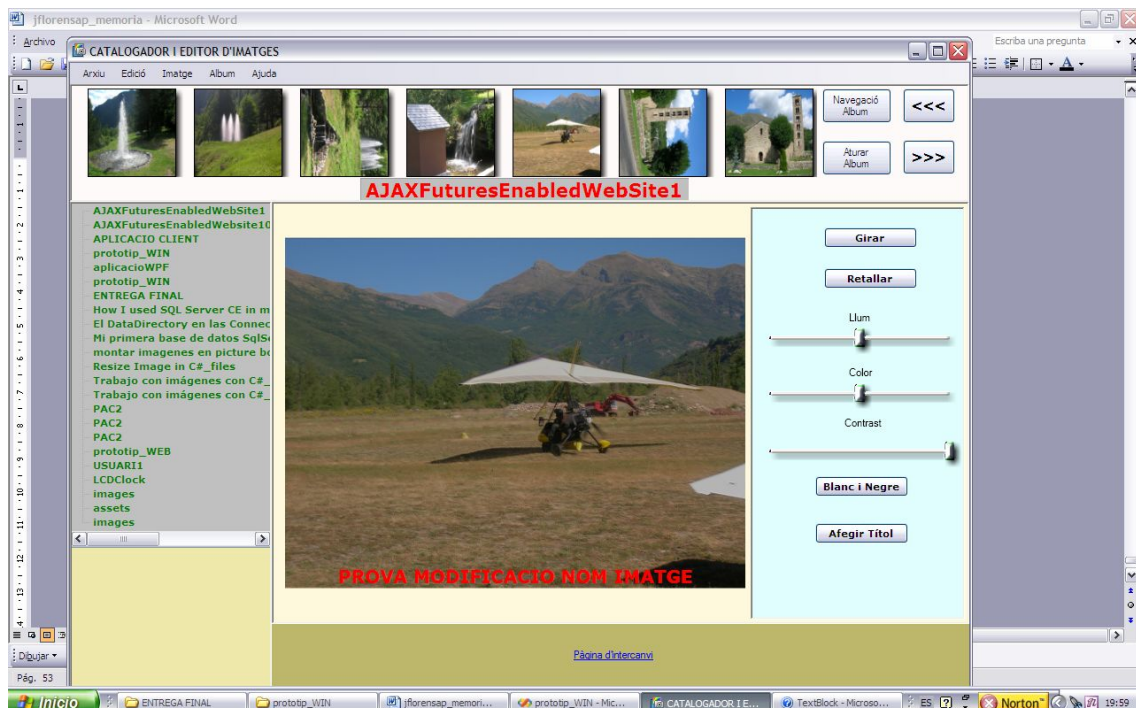 jflorensap_memoria - Microsoft Word
Archivo
Escriba una pregunta
CATALOGADOR I EDITOR D'IMATGES
Arxiu Edició Imatge Album Ajuda
Navegació
Album
<<<
Aturar
Album
>>>
AJAXFuturesEnabledWebSite1
AJAXFuturesEnabledWebSite1
AJAXFuturesEnabledWebsite10
APLICACIO CLIENT
prototip_WIN
aplicacioWPF
prototip_WIN
ENTREGA FINAL
How I used SQL Server CE in m
El DataDirectory en las Connec
Mi primera base de datos SqlS
montar imagenes en picture b
Resize Image in C#_files
Trabajo con imágenes con C#_
Trabajo con imágenes con C#_
PAC2
PAC2
PAC2
prototip_WEB
USUARI1
LCDClock
images
assets
images
PROVA MODIFICACIO NOM IMATGE
Girar
Retallar
Llum
Color
Contrast
Blanc i Negre
Afegir Títol
Pàgina d'intercanvi
Dibujar
Pág. 53
Inicio
ENTREGA FINAL
prototip_WIN
jflorensap_memori...
prototip_WIN - Mic...
CATALOGADOR I E...
TextBlock - Microso...
ES
Norton
19:59